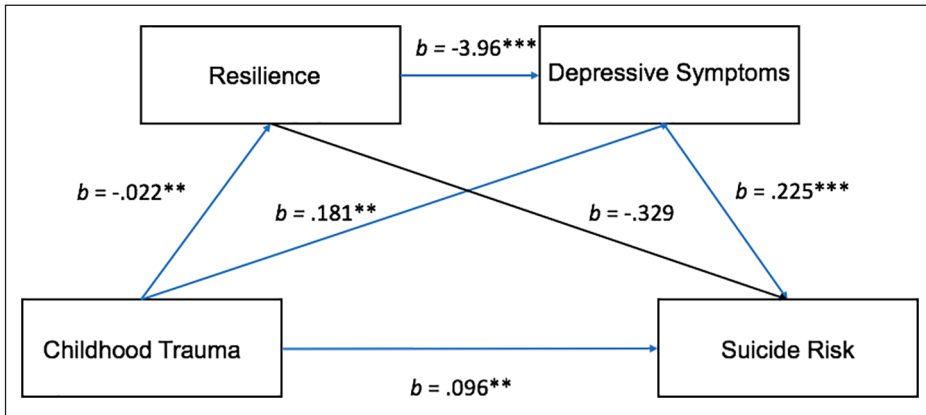 b = -3.96***
Resilience
Depressive Symptoms
b = -.022**
b = .181**
b = -.329
b = .225***
Childhood Trauma
Suicide Risk
b = .096**